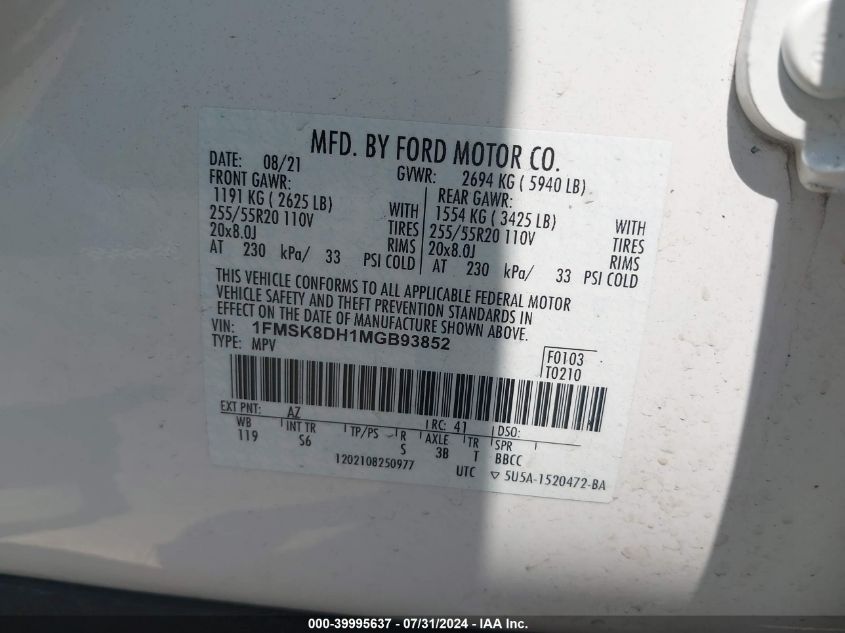 MFD. BY FORD MOTOR CO.
DATE: 08/21 GVWR: 2694 KG ( 5940 LB)
FRONT GAWR: REAR GAWR:
1191 KG ( 2625 LB) WITH 1554 KG ( 3425 LB) WITH
255/55R20 110V TIRES 255/55R20 110V TIRES
20x8.0J RIMS 20x8.0J RIMS
AT 230 kPa/ 33 PSI COLD AT 230 kPa/ 33 PSI COLD
THIS VEHICLE CONFORMS TO ALL APPLICABLE FEDERAL MOTOR
VEHICLE SAFETY AND THEFT PREVENTION STANDARDS IN
EFFECT ON THE DATE OF MANUFACTURE SHOWN ABOVE.
VIN: 1FMSK8DH1MGB93852
TYPE: MPV
F0103
T0210
EXT PNT: AZ RC: 41 DSO:
WB INT TR TP/PS R AXLE TR SPR
119 S6 S 3B T BBCC
1202108250977 UTC ▽ 5U5A-1520472-BA
000-39995637 - 07/31/2024 - IAA Inc.